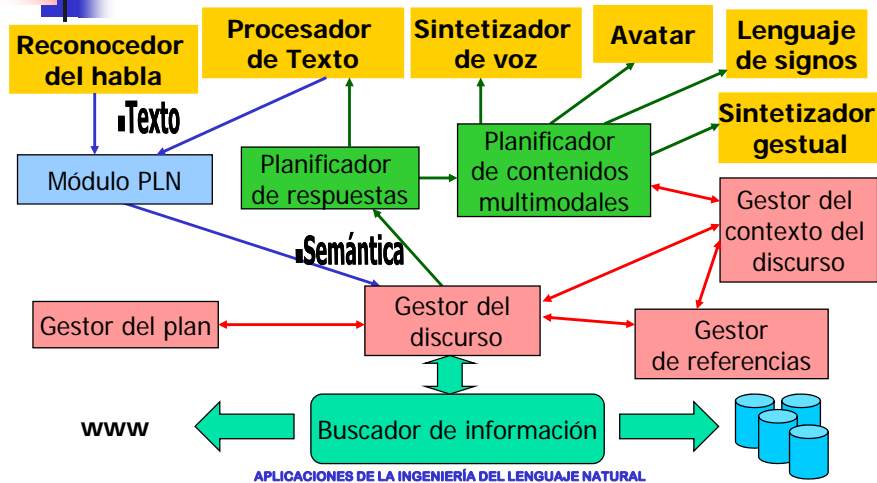 Reconocedor
del habla
Procesador
de Texto
Sintetizador
de voz
Avatar
Lenguaje
de signos
Sintetizador
gestual
Texto
Módulo PLN
Planificador
de respuestas
Planificador
de contenidos
multimodales
Gestor del
contexto del
discurso
Semántica
Gestor del plan
Gestor del
discurso
Gestor
de referencias
www
Buscador de información
APLICACIONES DE LA INGENIERÍA DEL LENGUAJE NATURAL